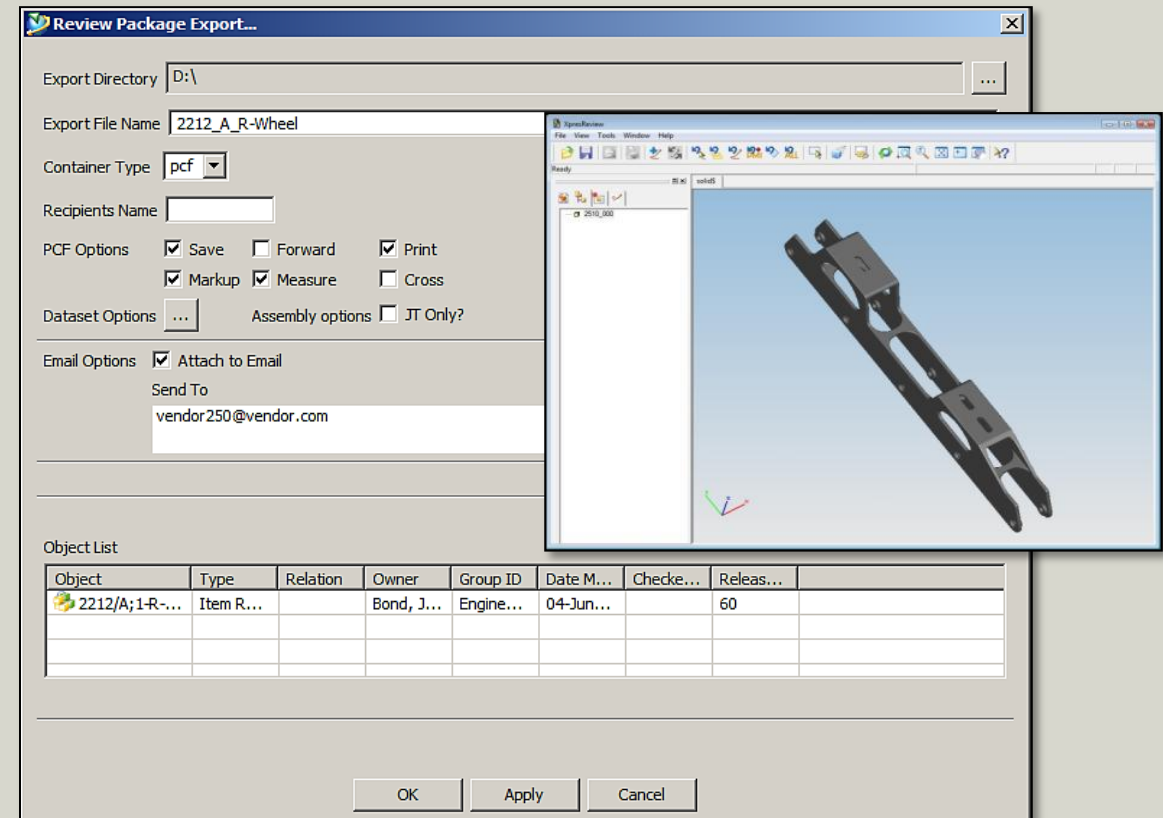 Review Package Export...
Export Directory D:\ ...
Export File Name 2212_A_R-Wheel
Container Type pcf
Recipients Name
PCF Options Save Forward Print
Markup Measure Cross
Dataset Options ... Assembly options JT Only?
Email Options Attach to Email
Send To
vendor250@vendor.com
XpresReview
File View Tools Window Help
Ready
solid5
2510_000
Object List
Object Type Relation Owner Group ID Date M... Checke... Releas...
2212/A;1-R-... Item R... Bond, J... Engine... 04-Jun... 60
OK Apply Cancel